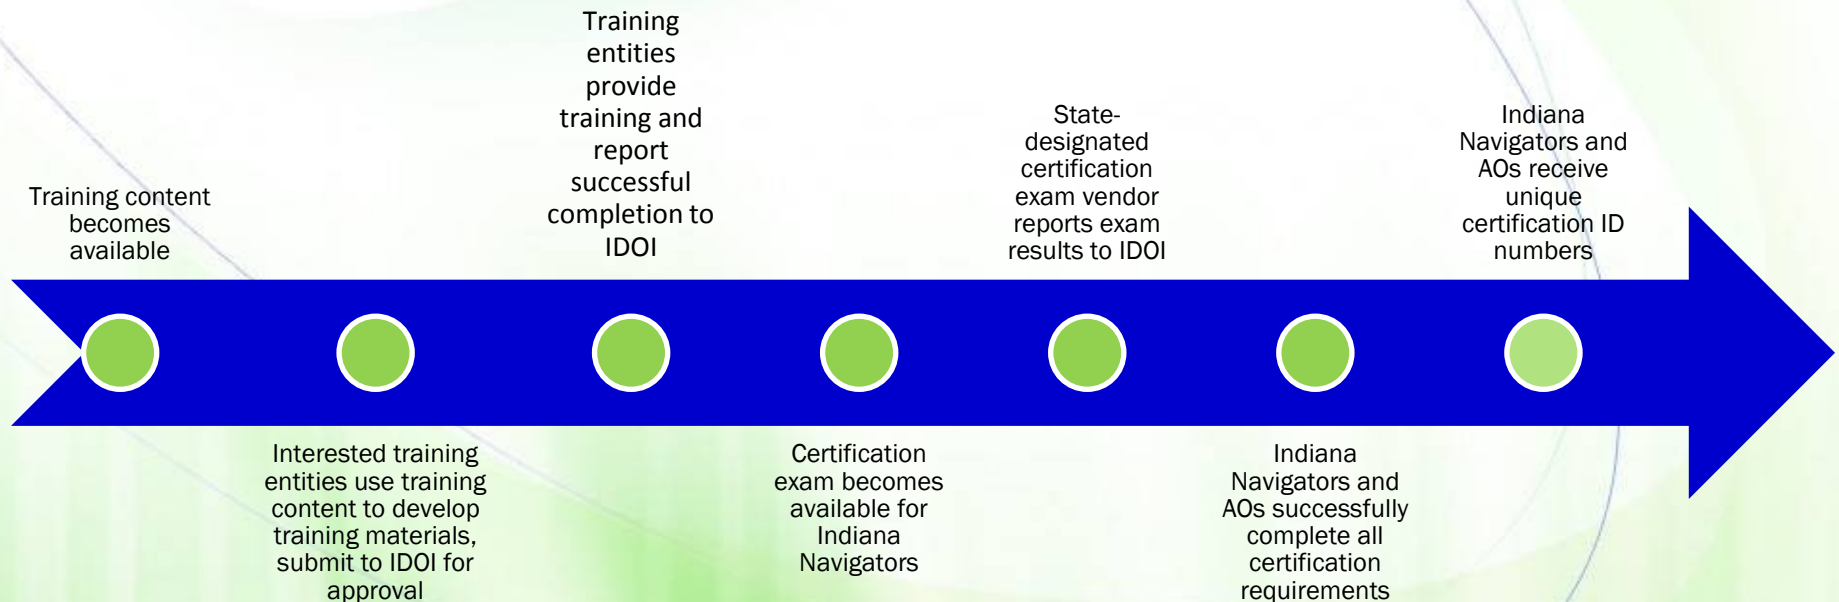 Training content
becomes
available
Interested training
entities use training
content to develop
training materials,
submit to IDOI for
approval
Training
entities
provide
training and
report
successful
completion to
IDOI
Certification
exam becomes
available for
Indiana
Navigators
State-
designated
certification
exam vendor
reports exam
results to IDOI
Indiana
Navigators and
AOs successfully
complete all
certification
requirements
Indiana
Navigators and
AOs receive
unique
certification ID
numbers